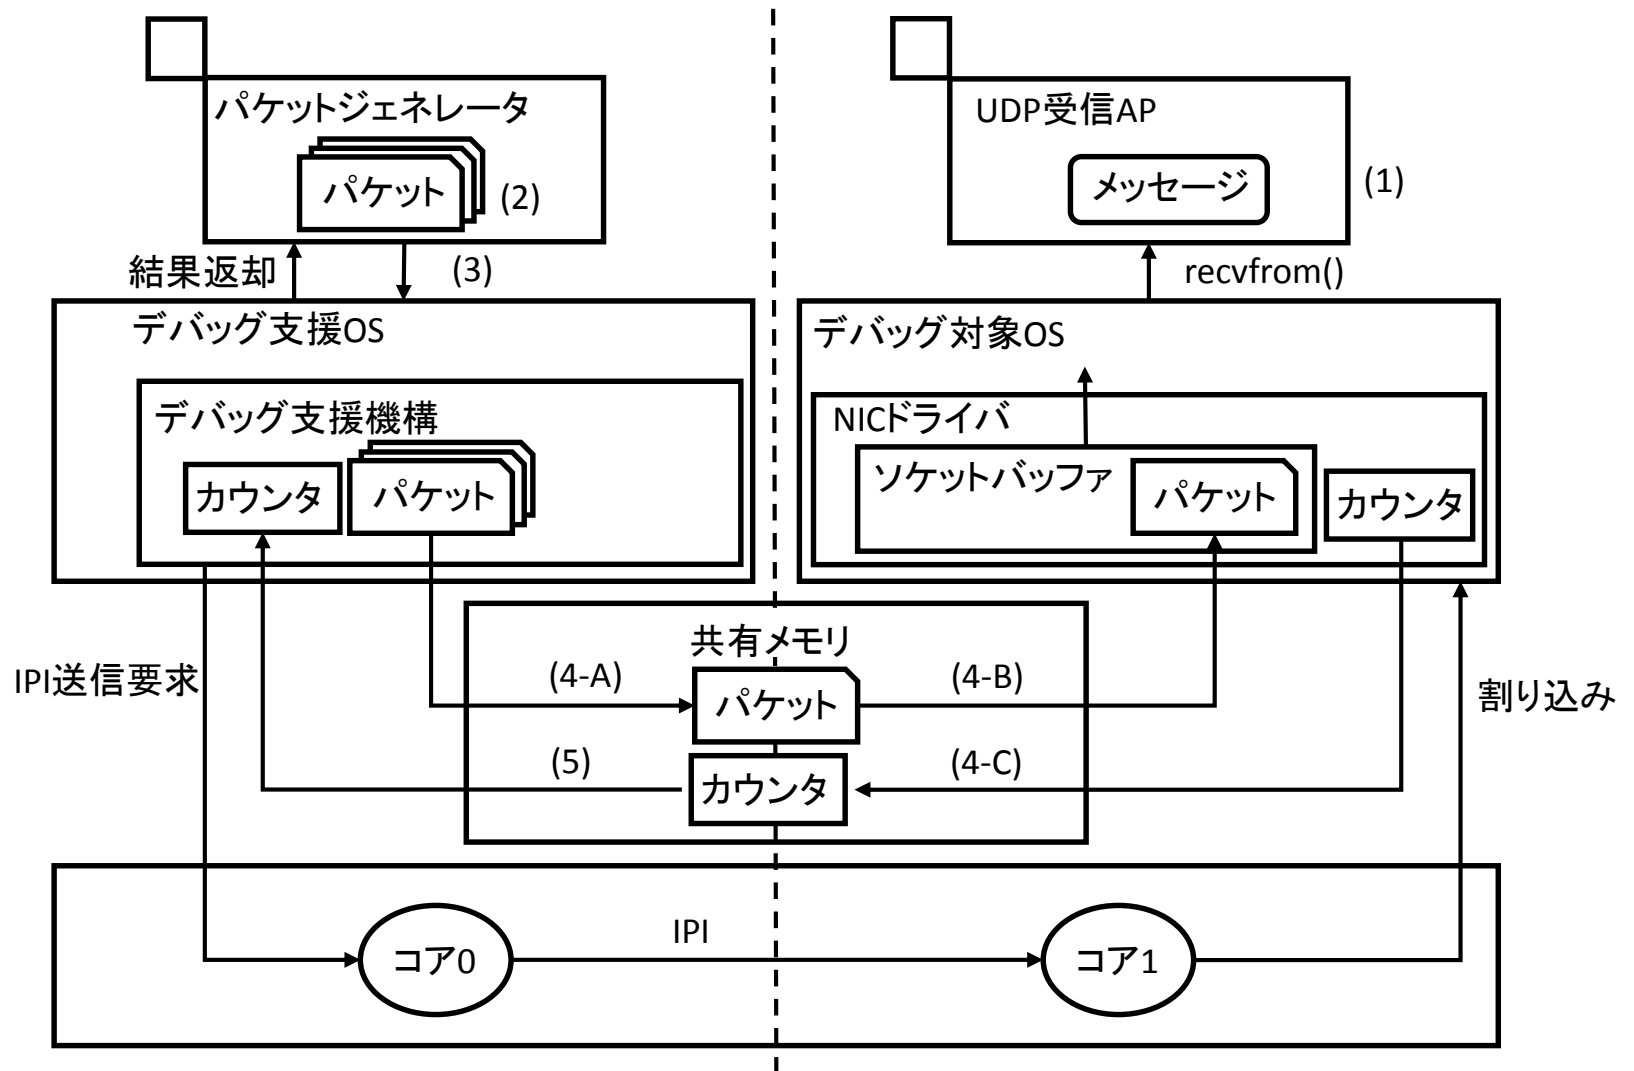 パケットジェネレータ
パケット
(2)
結果返却
(3)
デバッグ支援OS
デバッグ支援機構
カウンタ
パケット
UDP受信AP
メッセージ
(1)
recvfrom()
デバッグ対象OS
NICドライバ
ソケットバッファ
パケット
カウンタ
共有メモリ
IPI送信要求
(4-A)
パケット
(4-B)
割り込み
(5)
カウンタ
(4-C)
コア0
IPI
コア1